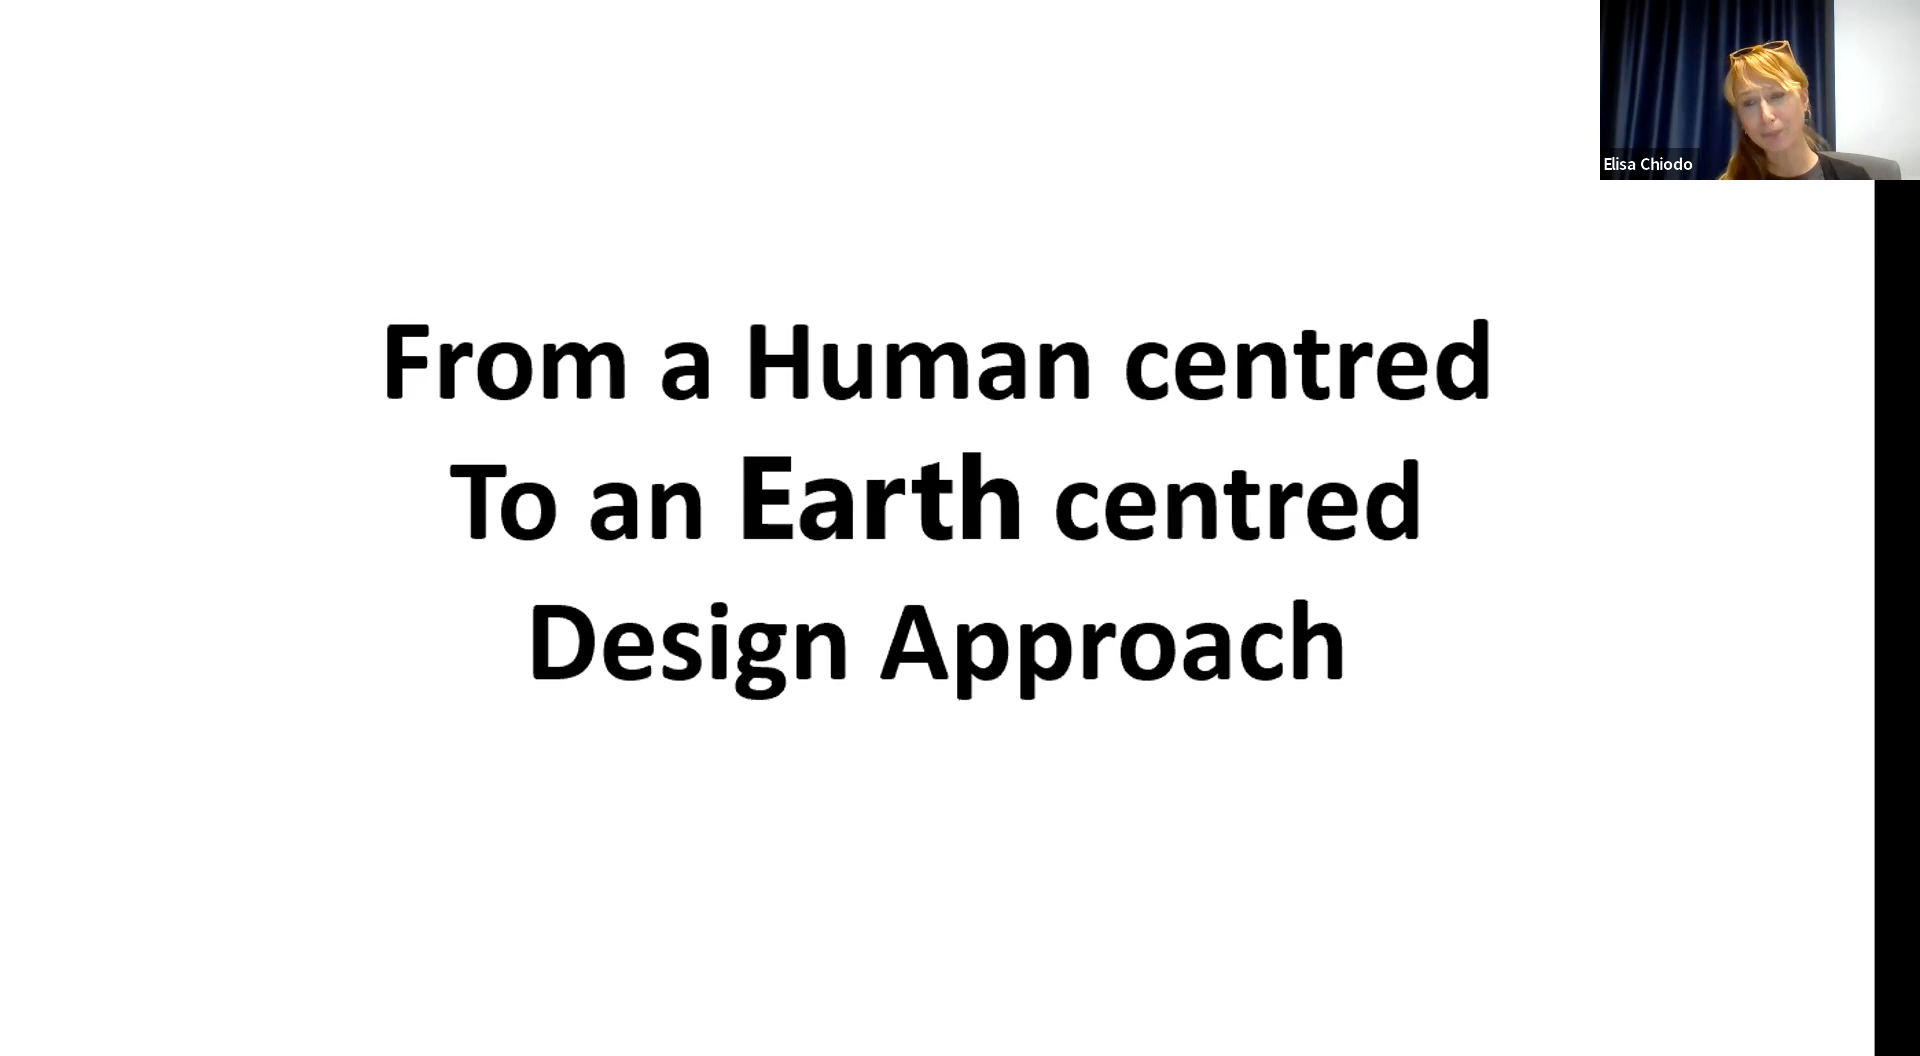 Elisa Chiodo
From a Human centred
To an Earth centred
Design Approach